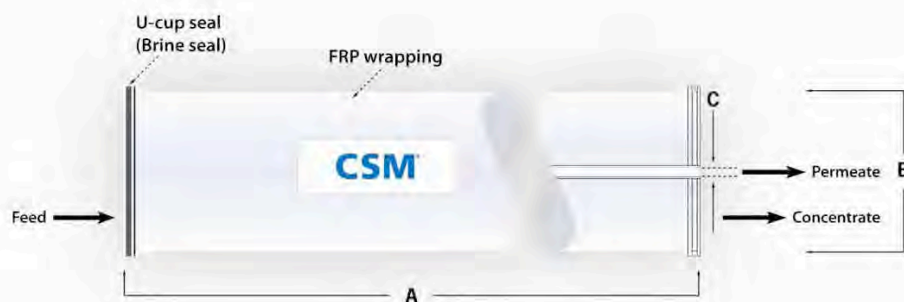 U-cup seal
(Brine seal)
FRP wrapping
C
CSM
Permeate
B
Feed
Concentrate
A